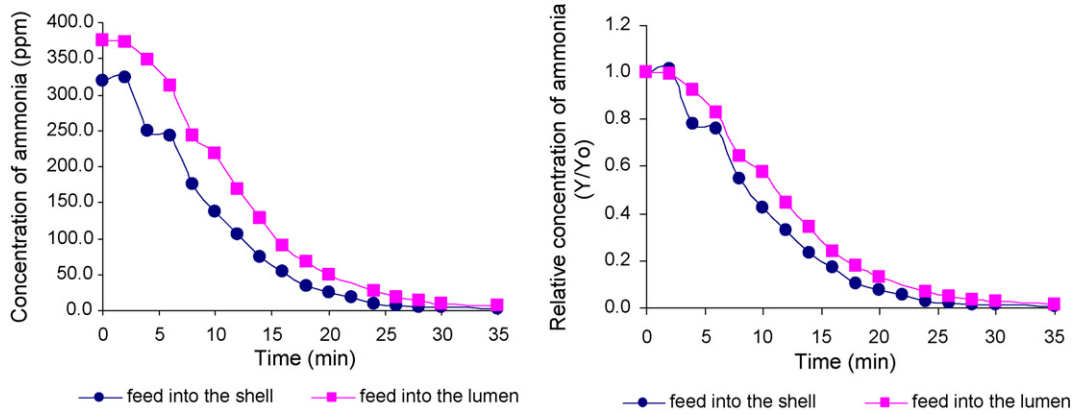 Concentration of ammonia (ppm)
400.0
350.0
300.0
250.0
200.0
150.0
100.0
50.0
0.0
0 5 10 15 20 25 30 35
Time (min)
feed into the shell feed into the lumen
Relative concentration of ammonia
(Y/Yo)
1.2
1.0
0.8
0.6
0.4
0.2
0.0
0 5 10 15 20 25 30 35
Time (min)
feed into the shell feed into the lumen